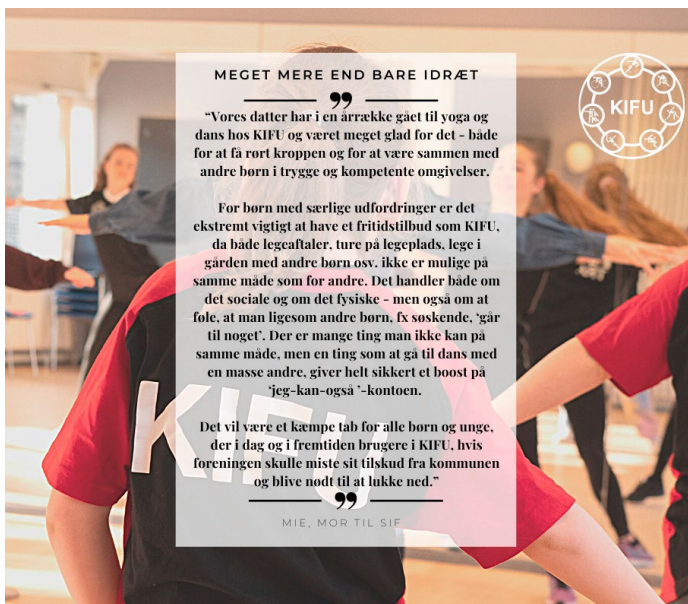 MEGET MERE END BARE IDRÆT
"Vores datter har i en årrække gået til yoga og
dans hos KIFU og været meget glad for det - både
for at få rørt kroppen og for at være sammen med
andre børn i trygge og kompetente omgivelser.
For børn med særlige udfordringer er det
ekstremt vigtigt at have et fritidstilbud som KIFU,
da både legeaftaler, ture på legeplads, lege i
gården med andre børn osv. ikke er mulige på
samme måde som for andre. Det handler både om
det sociale og om det fysiske - men også om at
føle, at man ligesom andre børn, fx søskende, 'går
til noget'. Der er mange ting man ikke kan på
samme måde, men en ting som at gå til dans med
en masse andre, giver helt sikkert et boost på
'jeg-kan-også '-kontoen.
Det vil være et kæmpe tab for alle børn og unge,
der i dag og i fremtiden brugere i KIFU, hvis
foreningen skulle miste sit tilskud fra kommunen
og blive nødt til at lukke ned."
MIE, MOR TIL SIF
KIFU
KIFU